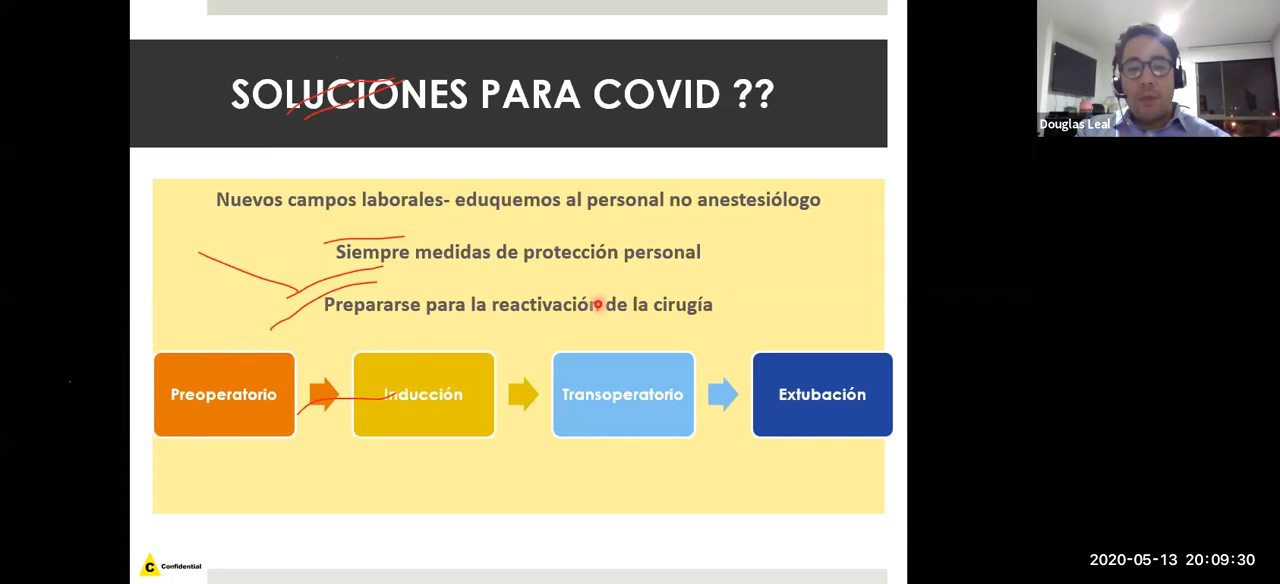 SOLUCIONES PARA COVID ??
Douglas Leal
Nuevos campos laborales- eduquemos al personal no anestesiólogo
Siempre medidas de protección personal
Prepararse para la reactivación de la cirugía
Preoperatorio
Inducción
Transoperatorio
Extubación
C Confidential
2020-05-13 20:09:30